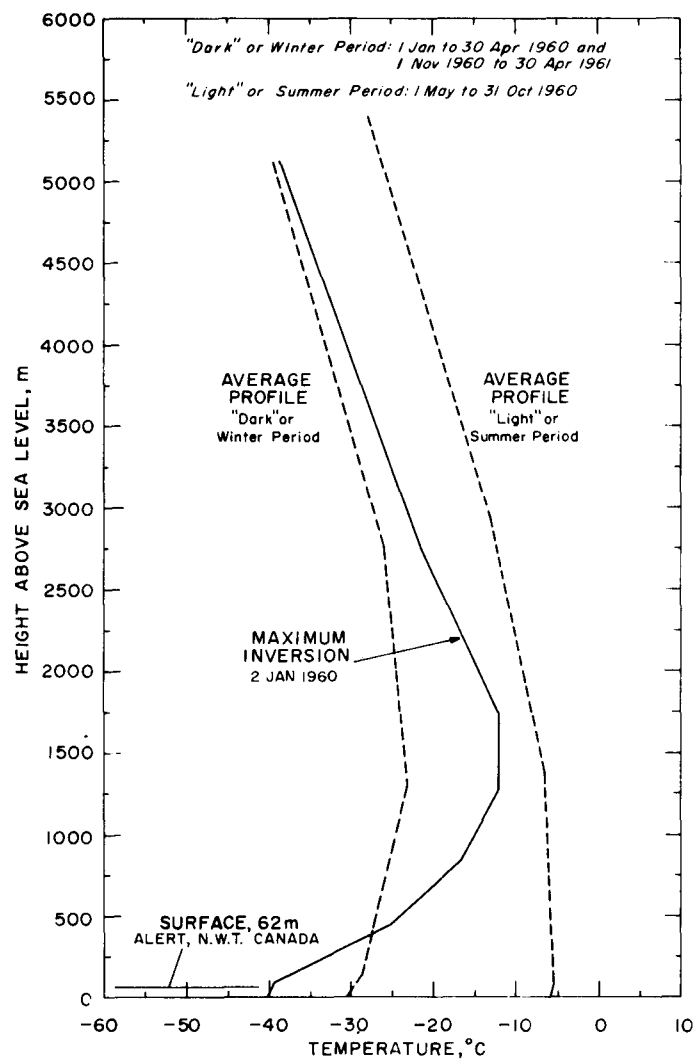 6000
"Dark" or Winter Period: 1 Jan to 30 Apr 1960 and
1 Nov 1960 to 30 Apr 1961
5500
"Light" or Summer Period: 1 May to 31 Oct 1960
5000
4500
4000
AVERAGE
PROFILE
"Dark" or
Winter Period
AVERAGE
PROFILE
"Light" or
Summer Period
3500
3000
HEIGHT ABOVE SEA LEVEL, m
2500
MAXIMUM
INVERSION
2 JAN 1960
2000
1500
1000
500
SURFACE, 62m
ALERT, N.W.T. CANADA
0
-60 -50 -40 -30 -20 -10 0 10
TEMPERATURE, °C